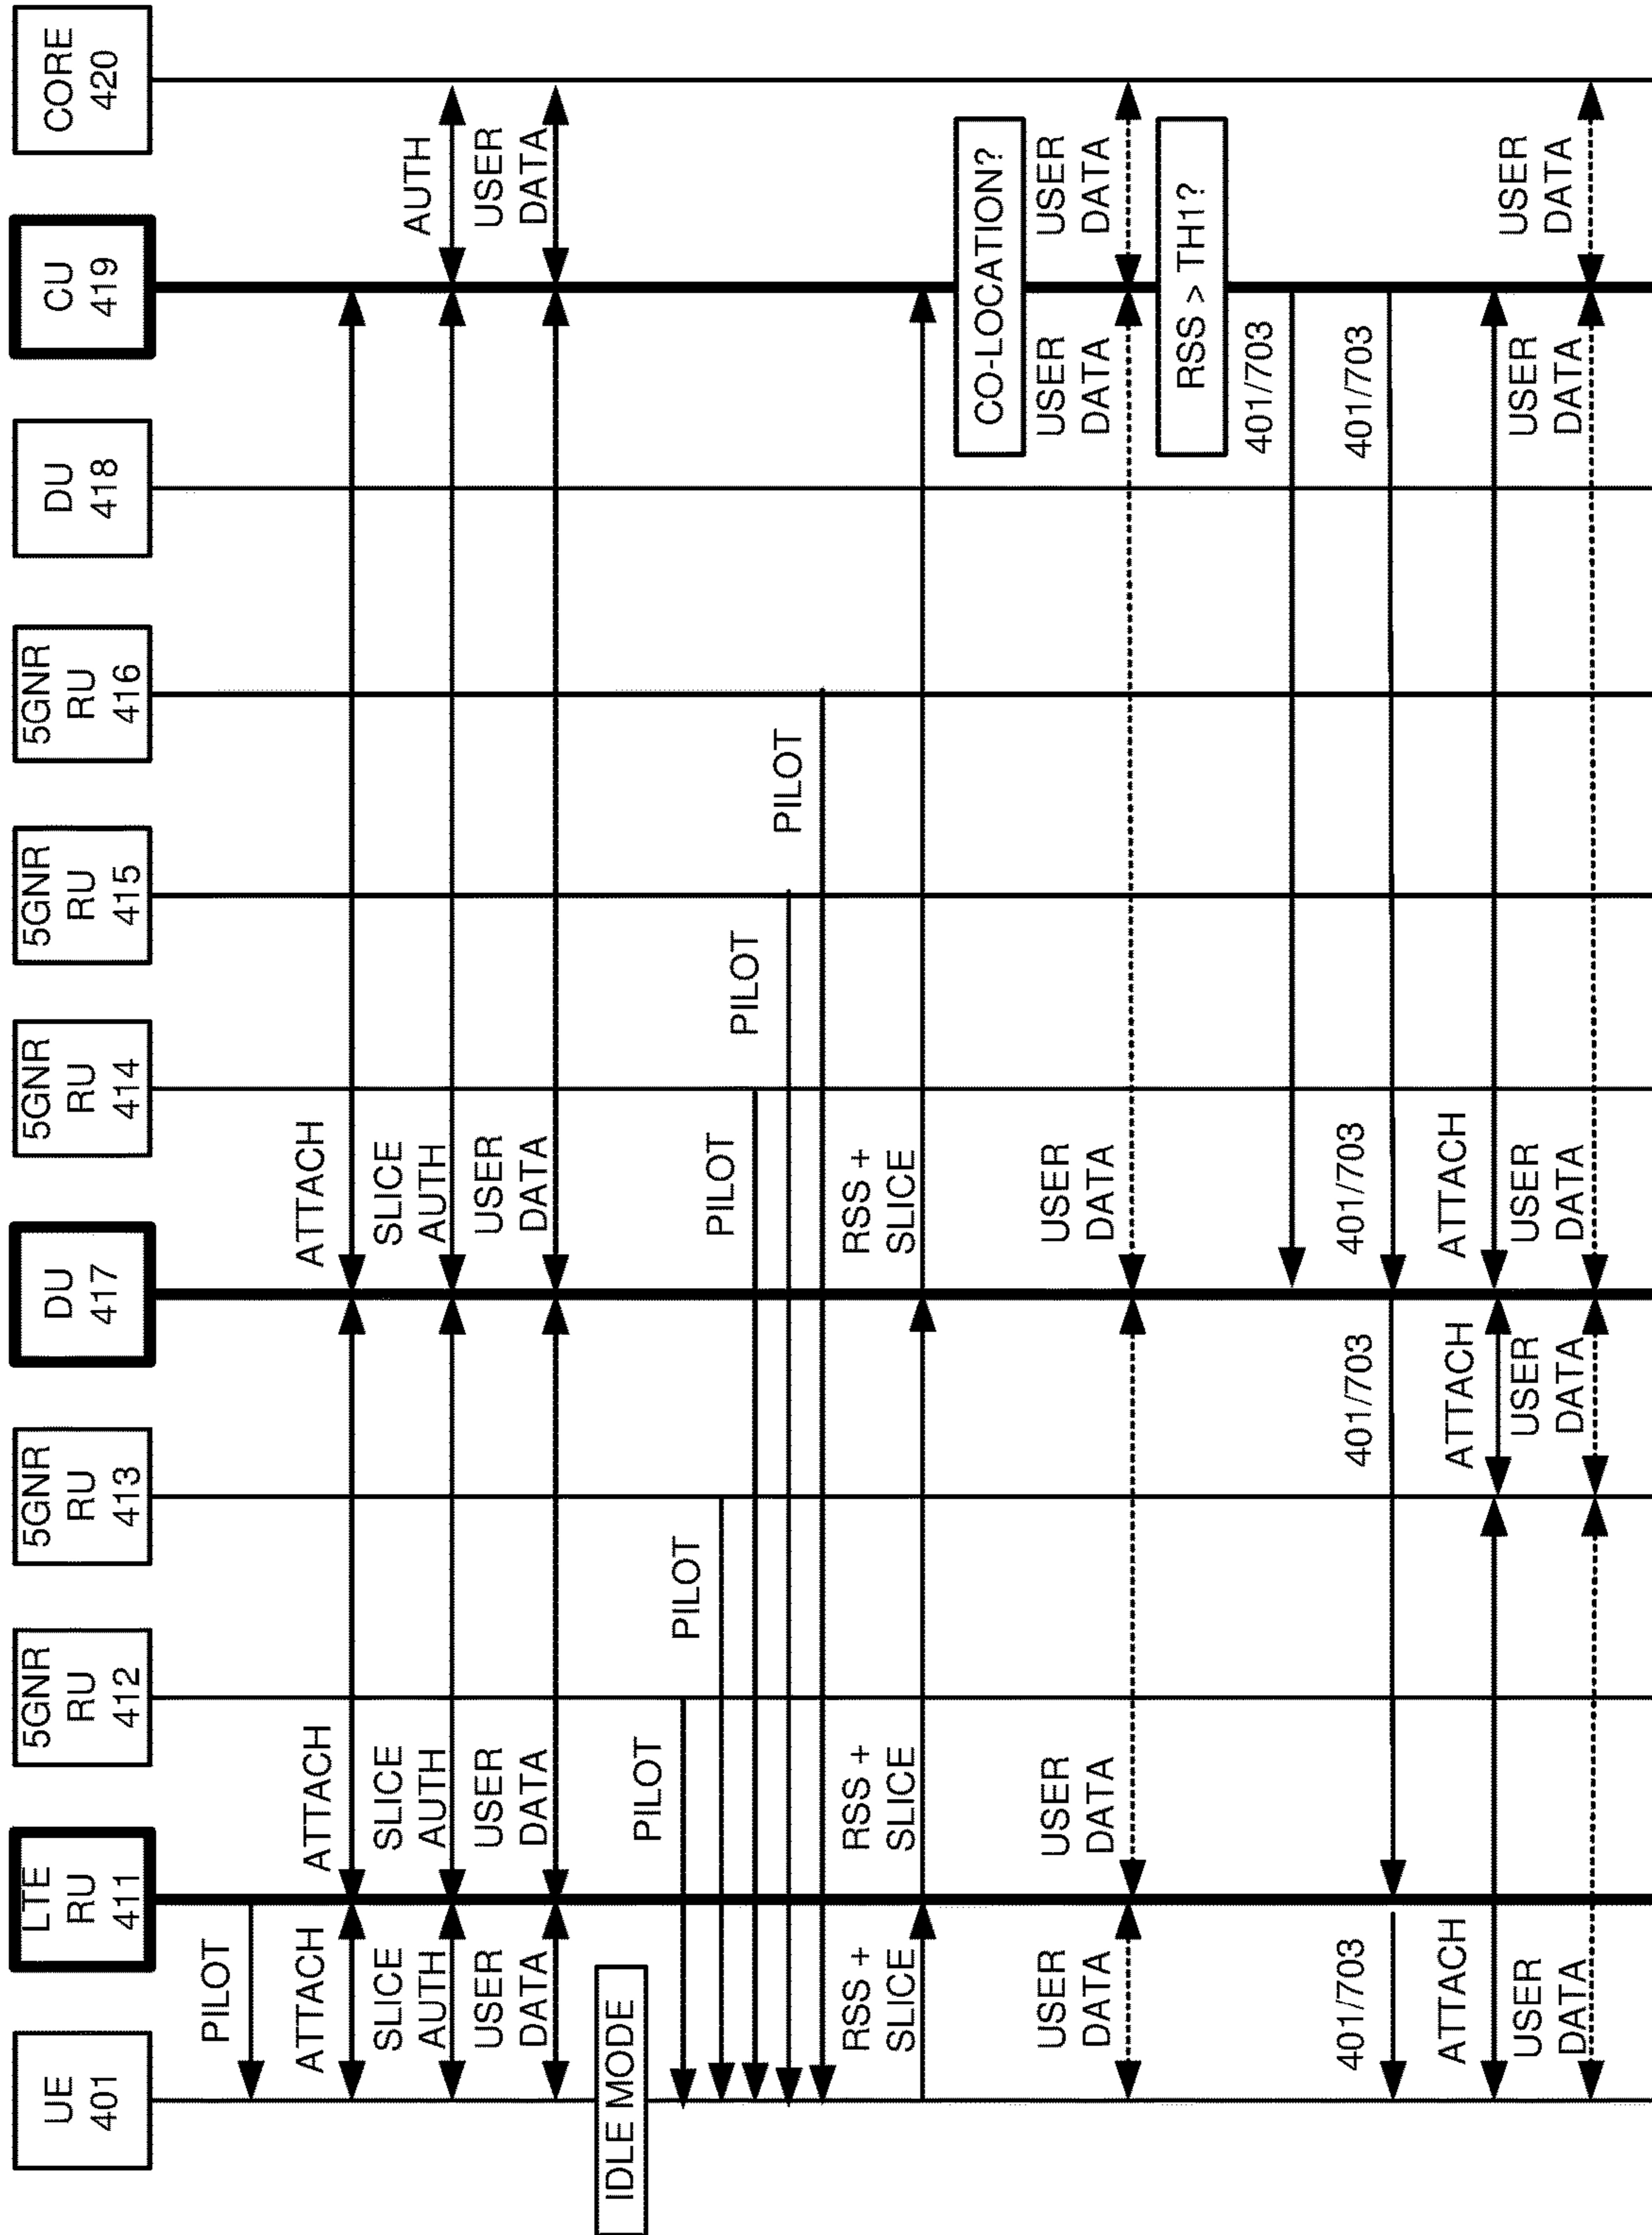 UE
401
LTE
RU
411
5GNR
RU
412
5GNR
RU
413
DU
417
5GNR
RU
414
5GNR
RU
415
5GNR
RU
416
DU
418
CU
419
CORE
420
PILOT
ATTACH
ATTACH
ATTACH
SLICE
AUTH
SLICE
AUTH
SLICE
AUTH
AUTH
USER
DATA
USER
DATA
USER
DATA
USER
DATA
IDLE MODE
PILOT
PILOT
PILOT
PILOT
PILOT
RSS +
SLICE
RSS +
SLICE
RSS +
SLICE
CO-LOCATION?
USER
DATA
USER
DATA
USER
DATA
USER
DATA
USER
DATA
RSS > TH1?
401/703
401/703
401/703
401/703
401/703
ATTACH
ATTACH
ATTACH
USER
DATA
USER
DATA
USER
DATA
USER
DATA
USER
DATA